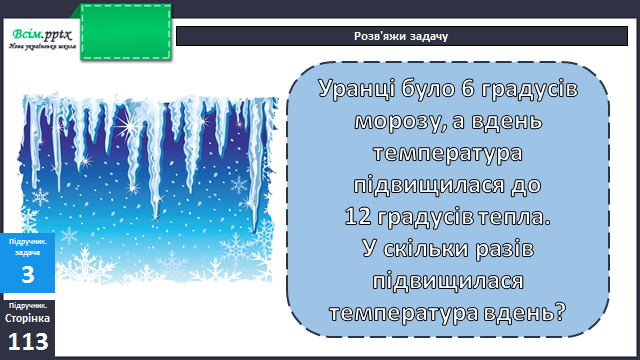 Всім.pptx
Нова українська школа
Розв'яжи задачу
Уранці було 6 градусів
морозу, а вдень
температура
підвищилася до
12 градусів тепла.
У скільки разів
підвищилася
температура вдень?
Підручник.
задача
3
Підручник.
Сторінка
113